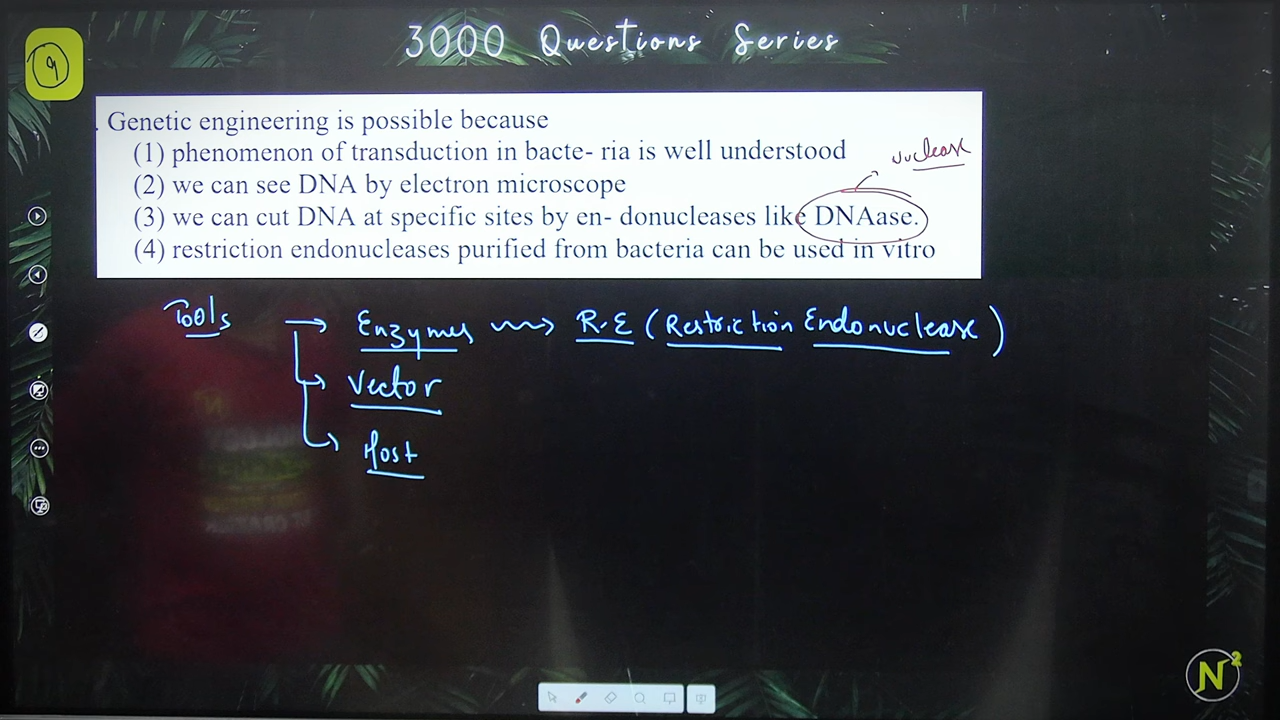 3000 Questions Series
9
. Genetic engineering is possible because
(1) phenomenon of transduction in bacte- ria is well understood
nuclease
(2) we can see DNA by electron microscope
(3) we can cut DNA at specific sites by en- donucleases like DNAase.
(4) restriction endonucleases purified from bacteria can be used in vitro
Tools → Enzymes → R.E (Restriction Endonuclease)
→ Vector
→ Host
N2